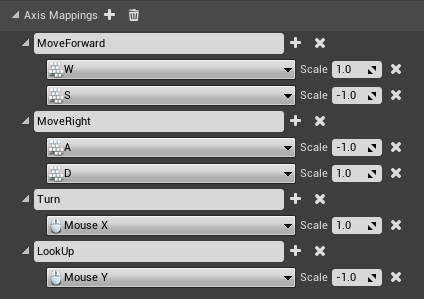 Axis Mappings
MoveForward
W Scale 1.0
S Scale -1.0
MoveRight
A Scale -1.0
D Scale 1.0
Turn
Mouse X Scale 1.0
LookUp
Mouse Y Scale -1.0